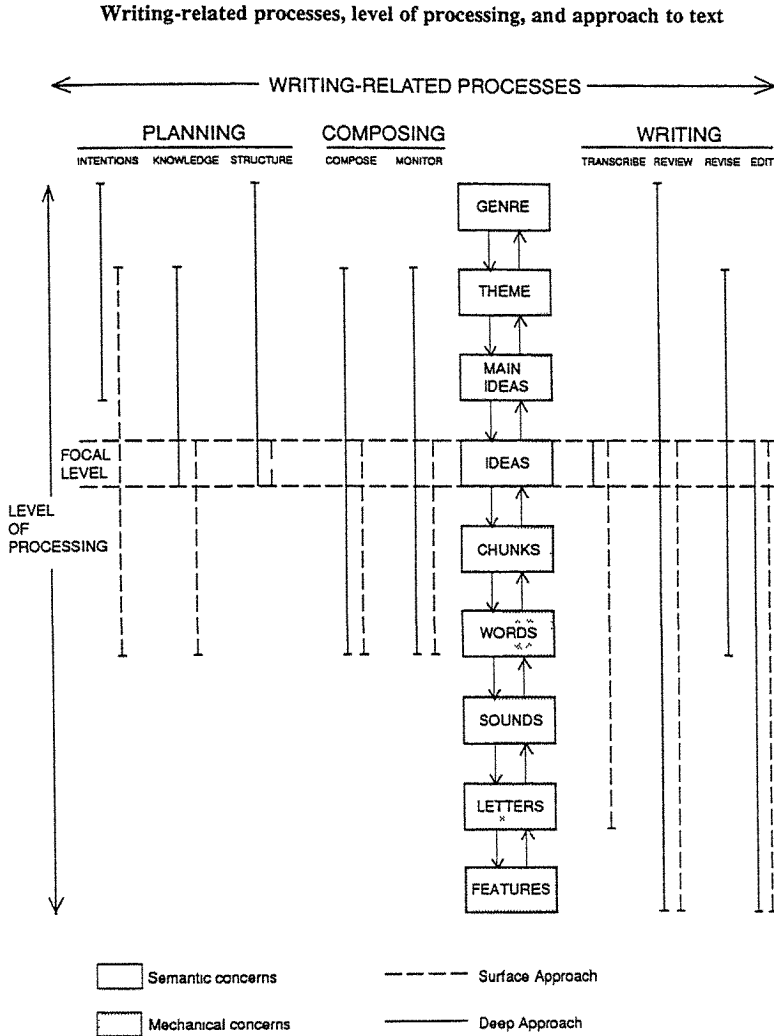 Writing-related processes, level of processing, and approach to text
WRITING-RELATED PROCESSES
PLANNING COMPOSING WRITING
INTENTIONS KNOWLEDGE STRUCTURE COMPOSE MONITOR TRANSCRIBE REVIEW REVISE EDIT
GENRE
THEME
MAIN
IDEAS
FOCAL
LEVEL
IDEAS
LEVEL
OF
PROCESSING
CHUNKS
WORDS
SOUNDS
LETTERS
FEATURES
Semantic concerns
Surface Approach
Mechanical concerns
Deep Approach